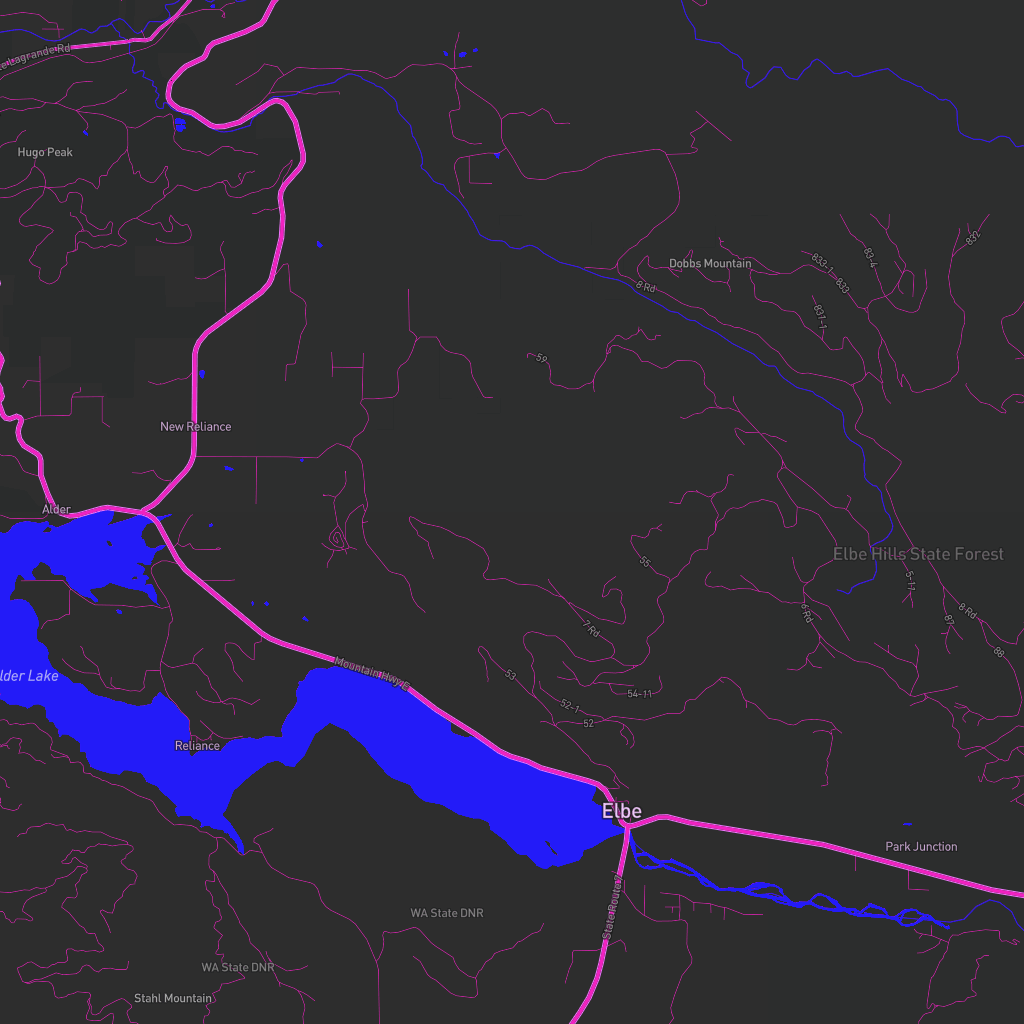 Lagrande Rd
Hugo Peak
832
83-4
833-1
Dobbs Mountain
833
8 Rd
831-1
59
New Reliance
Alder
Elbe Hills State Forest
55
5-17
8 Rd
6 Rd
87
7 Rd
88
Mountain Hwy E
53
lder Lake
54-11
52-1
52
Reliance
Elbe
Park Junction
State Route 7
WA State DNR
WA State DNR
Stahl Mountain